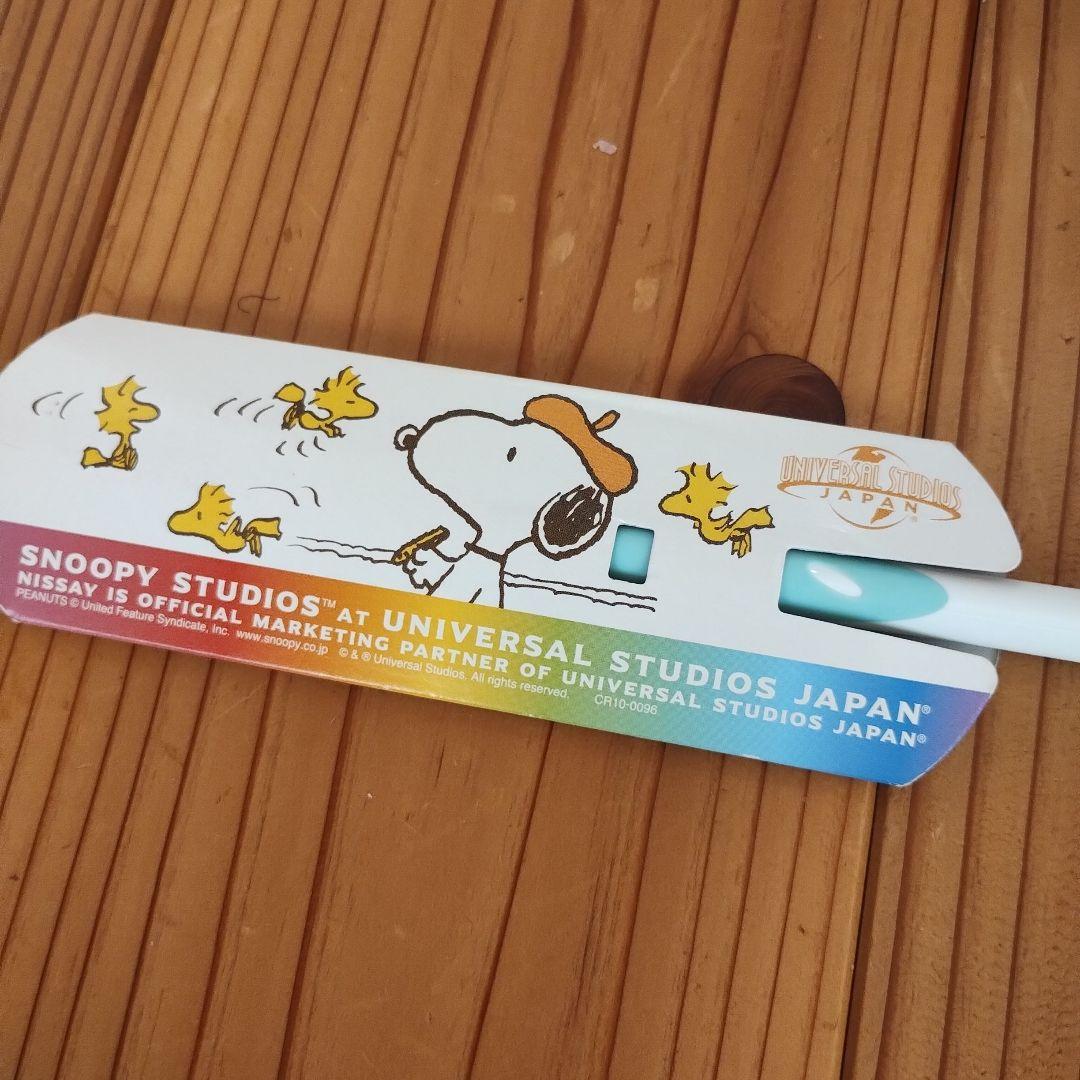 UNIVERSAL STUDIOS
JAPAN ®
SNOOPY STUDIOS™ AT UNIVERSAL STUDIOS JAPAN®
NISSAY IS OFFICIAL MARKETING PARTNER OF UNIVERSAL STUDIOS JAPAN®
PEANUTS © United Feature Syndicate, Inc. www.snoopy.co.jp © & ® Universal Studios. All rights reserved. CR10-0096